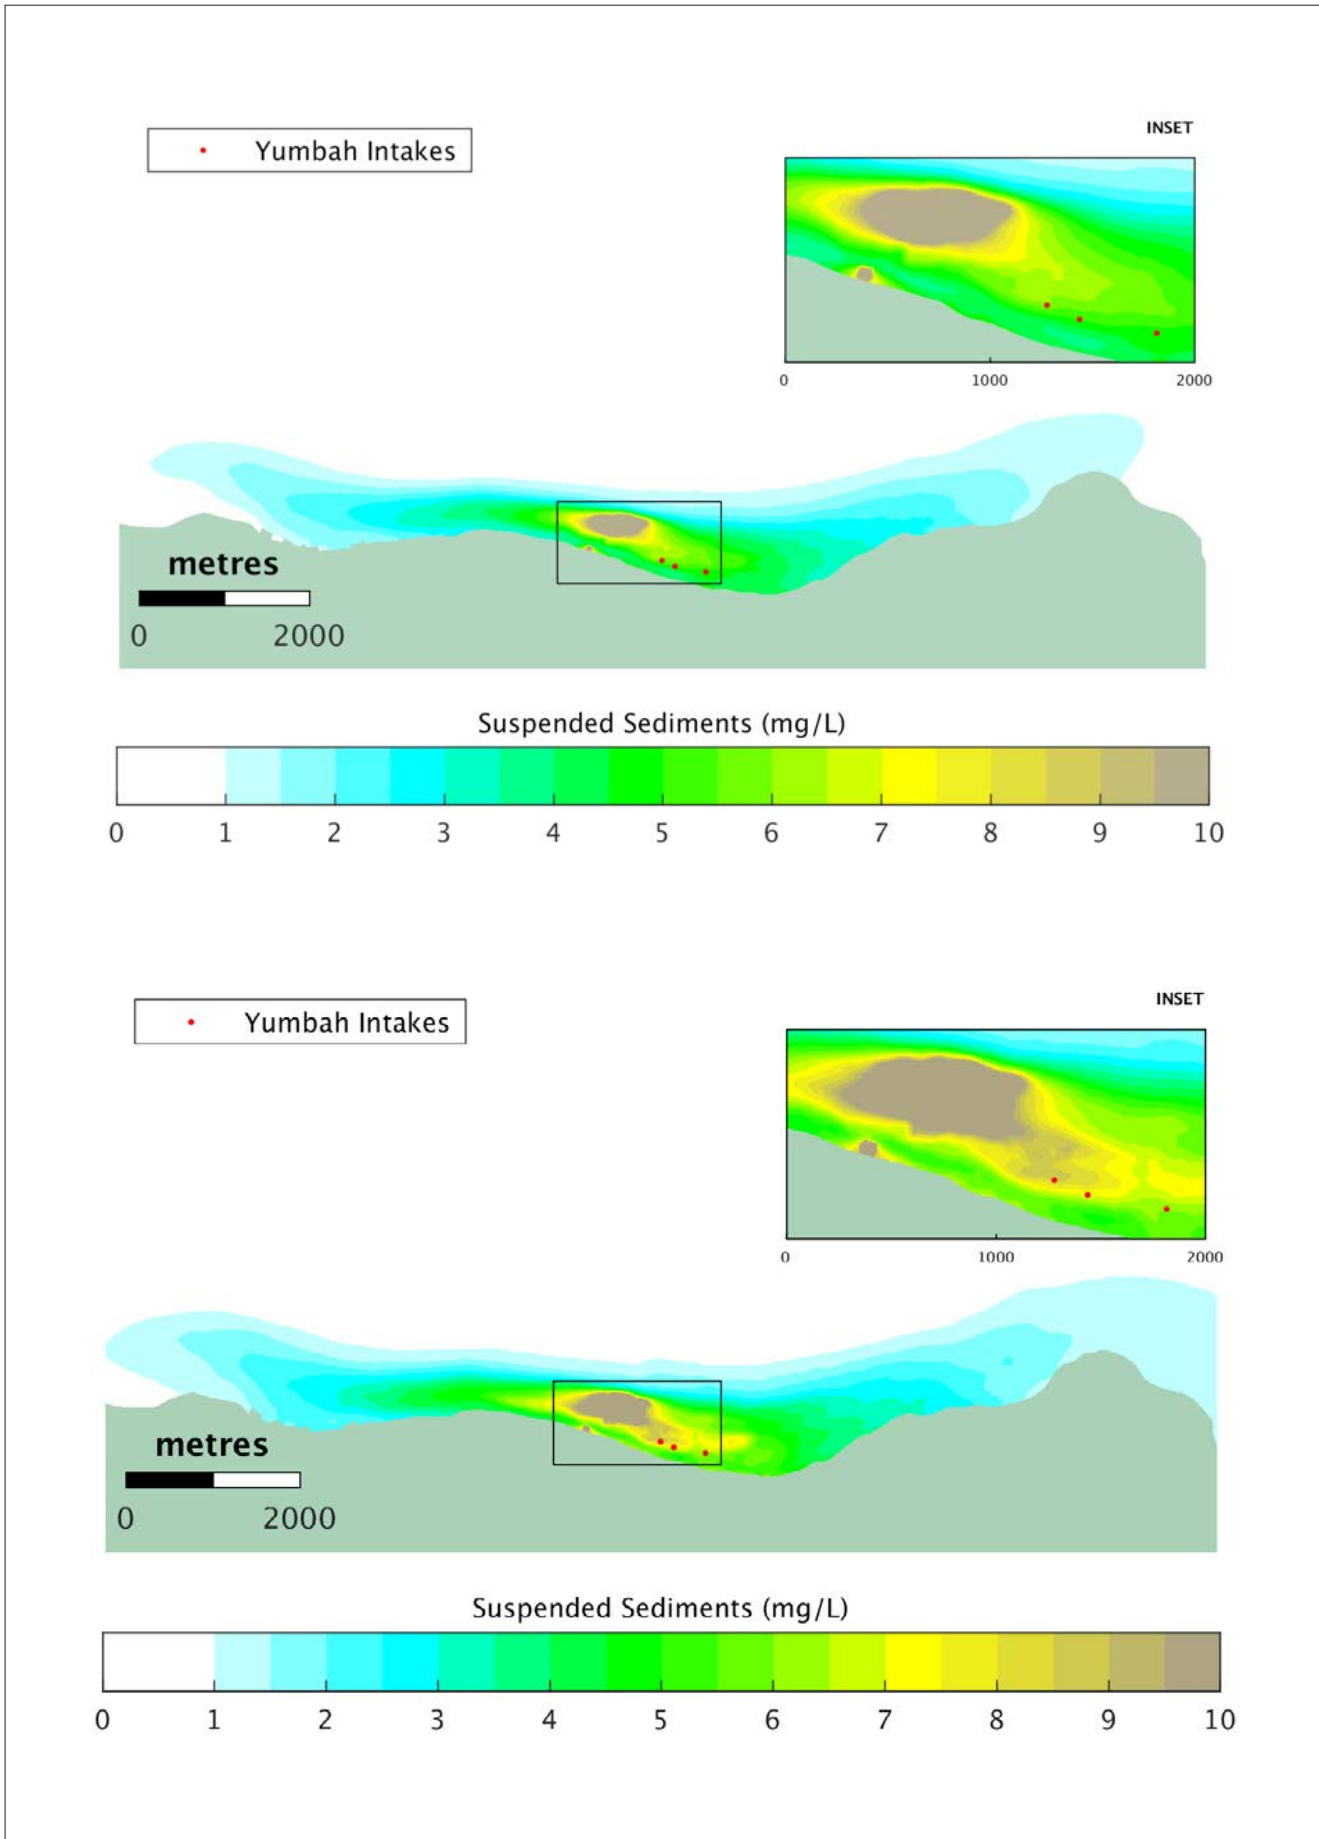 Yumbah Intakes
INSET
0 1000 2000
metres
0 2000
Suspended Sediments (mg/L)
0 1 2 3 4 5 6 7 8 9 10
Yumbah Intakes
INSET
0 1000 2000
metres
0 2000
Suspended Sediments (mg/L)
0 1 2 3 4 5 6 7 8 9 10